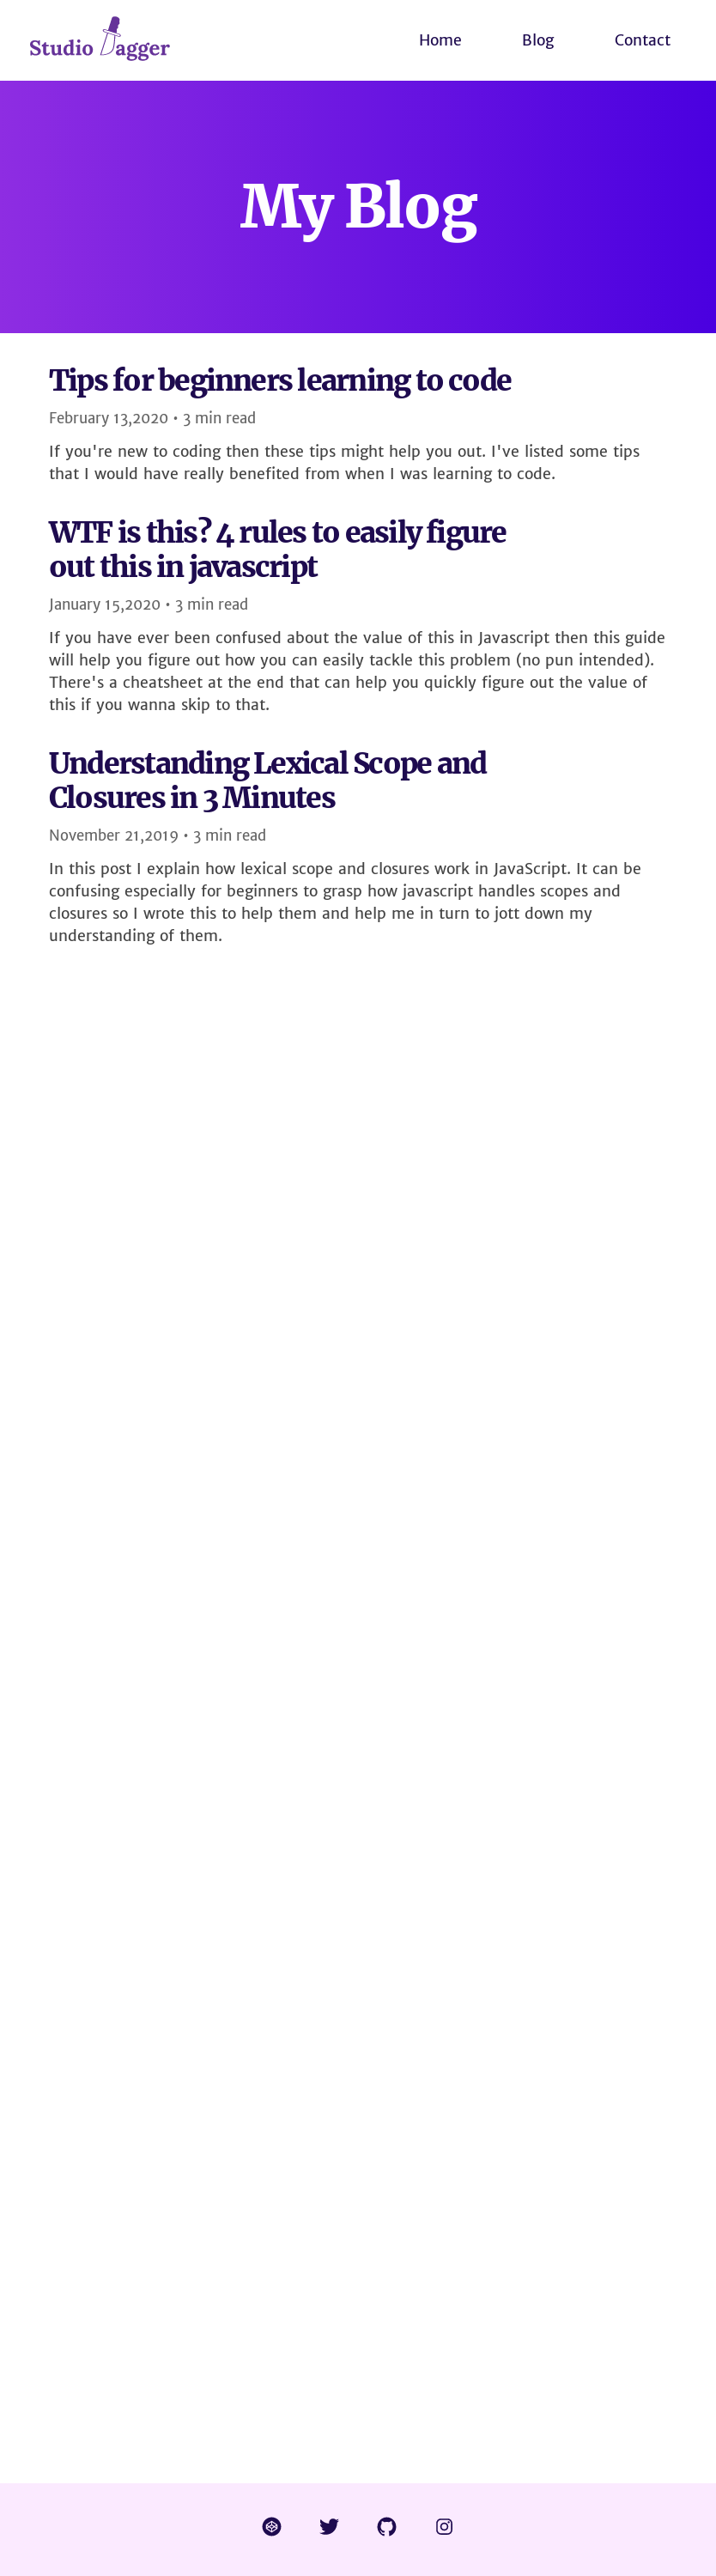 Studio Dagger
Home
Blog
Contact
My Blog
Tips for beginners learning to code
February 13,2020 • 3 min read
If you're new to coding then these tips might help you out. I've listed some tips
that I would have really benefited from when I was learning to code.
WTF is this? 4 rules to easily figure
out this in javascript
January 15,2020 • 3 min read
If you have ever been confused about the value of this in Javascript then this guide
will help you figure out how you can easily tackle this problem (no pun intended).
There's a cheatsheet at the end that can help you quickly figure out the value of
this if you wanna skip to that.
Understanding Lexical Scope and
Closures in 3 Minutes
November 21,2019 • 3 min read
In this post I explain how lexical scope and closures work in JavaScript. It can be
confusing especially for beginners to grasp how javascript handles scopes and
closures so I wrote this to help them and help me in turn to jott down my
understanding of them.